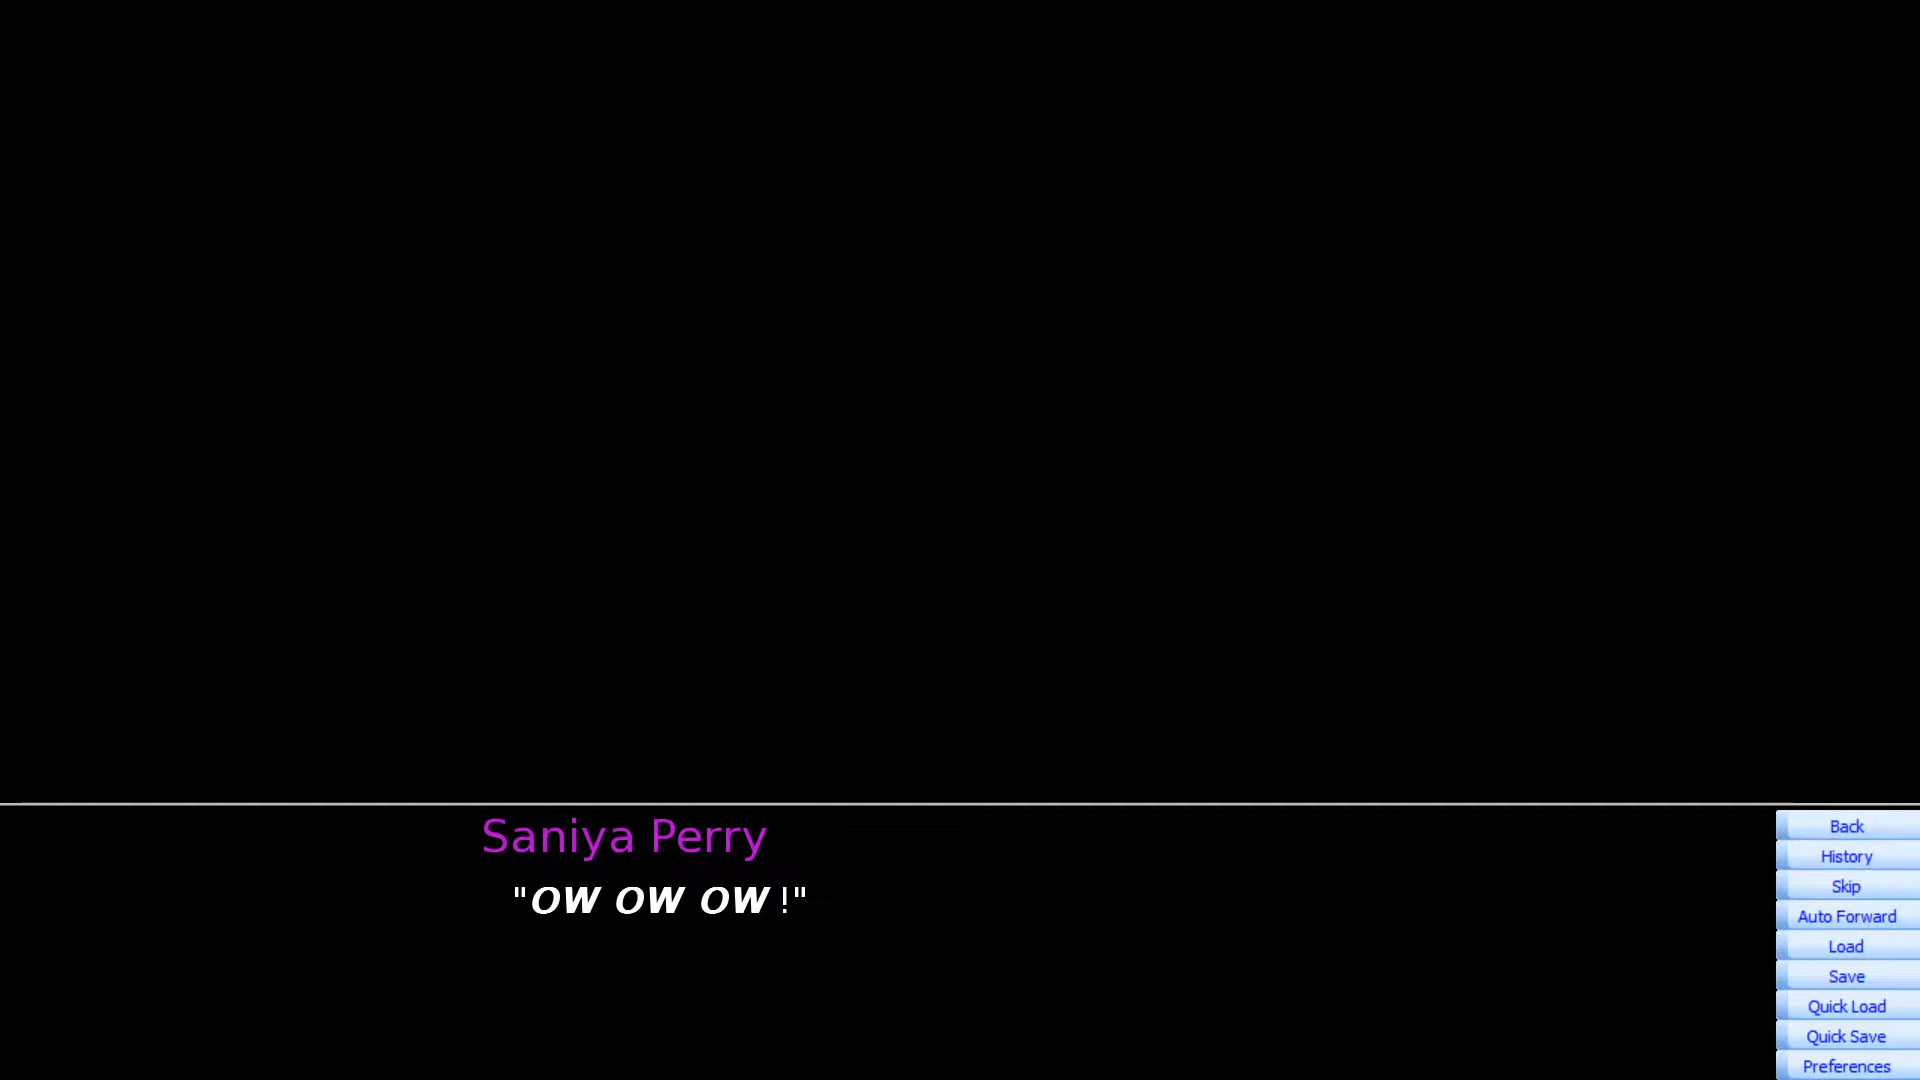 Saniya Perry
"OW OW OW !"
Back
History
Skip
Auto Forward
Load
Save
Quick Load
Quick Save
Preferences